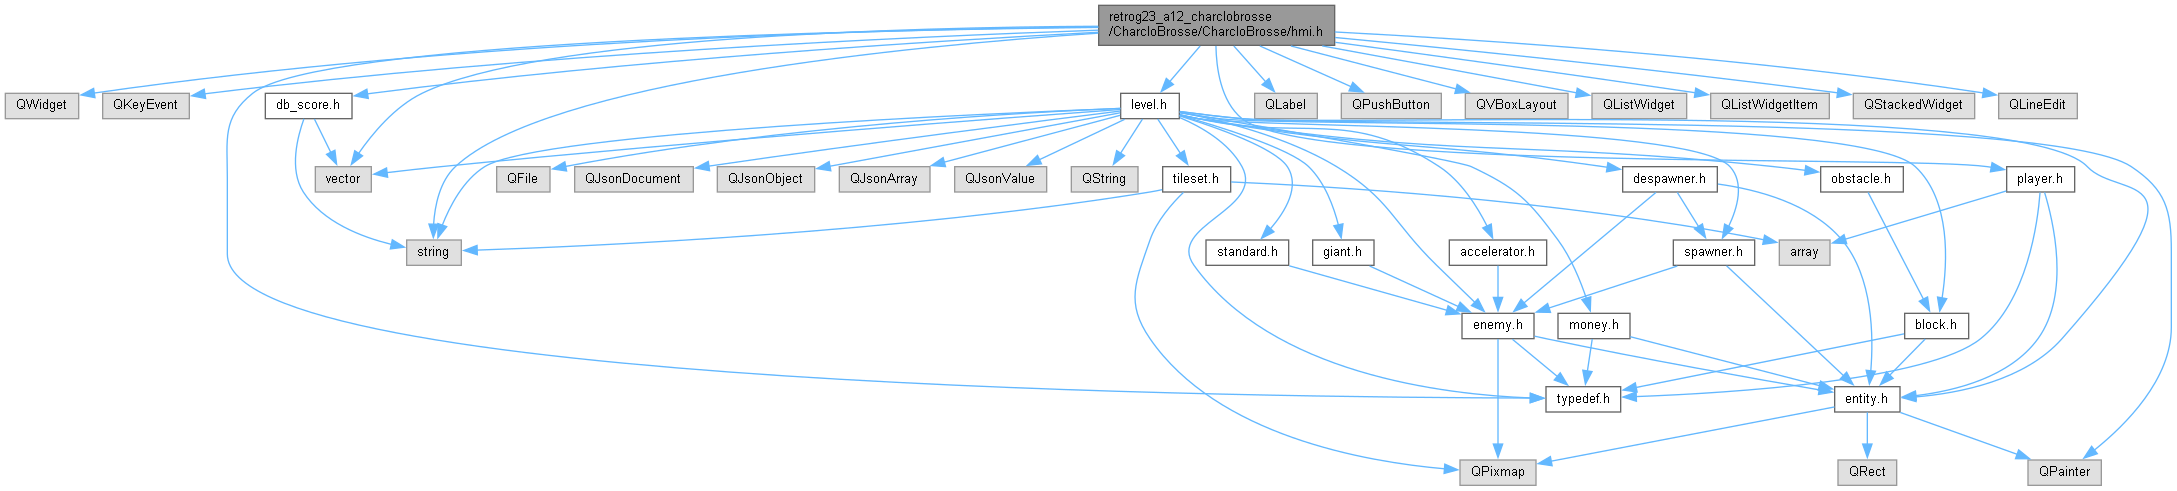 retrog23_a12_charclobrosse
/CharcloBrosse/CharcloBrosse/hmi.h
QWidget
QKeyEvent
db_score.h
level.h
QLabel
QPushButton
QVBoxLayout
QListWidget
QListWidgetItem
QStackedWidget
QLineEdit
vector
QFile
QJsonDocument
QJsonObject
QJsonArray
QJsonValue
QString
tileset.h
despawner.h
obstacle.h
player.h
string
standard.h
giant.h
accelerator.h
spawner.h
array
enemy.h
money.h
block.h
typedef.h
entity.h
QPixmap
QRect
QPainter